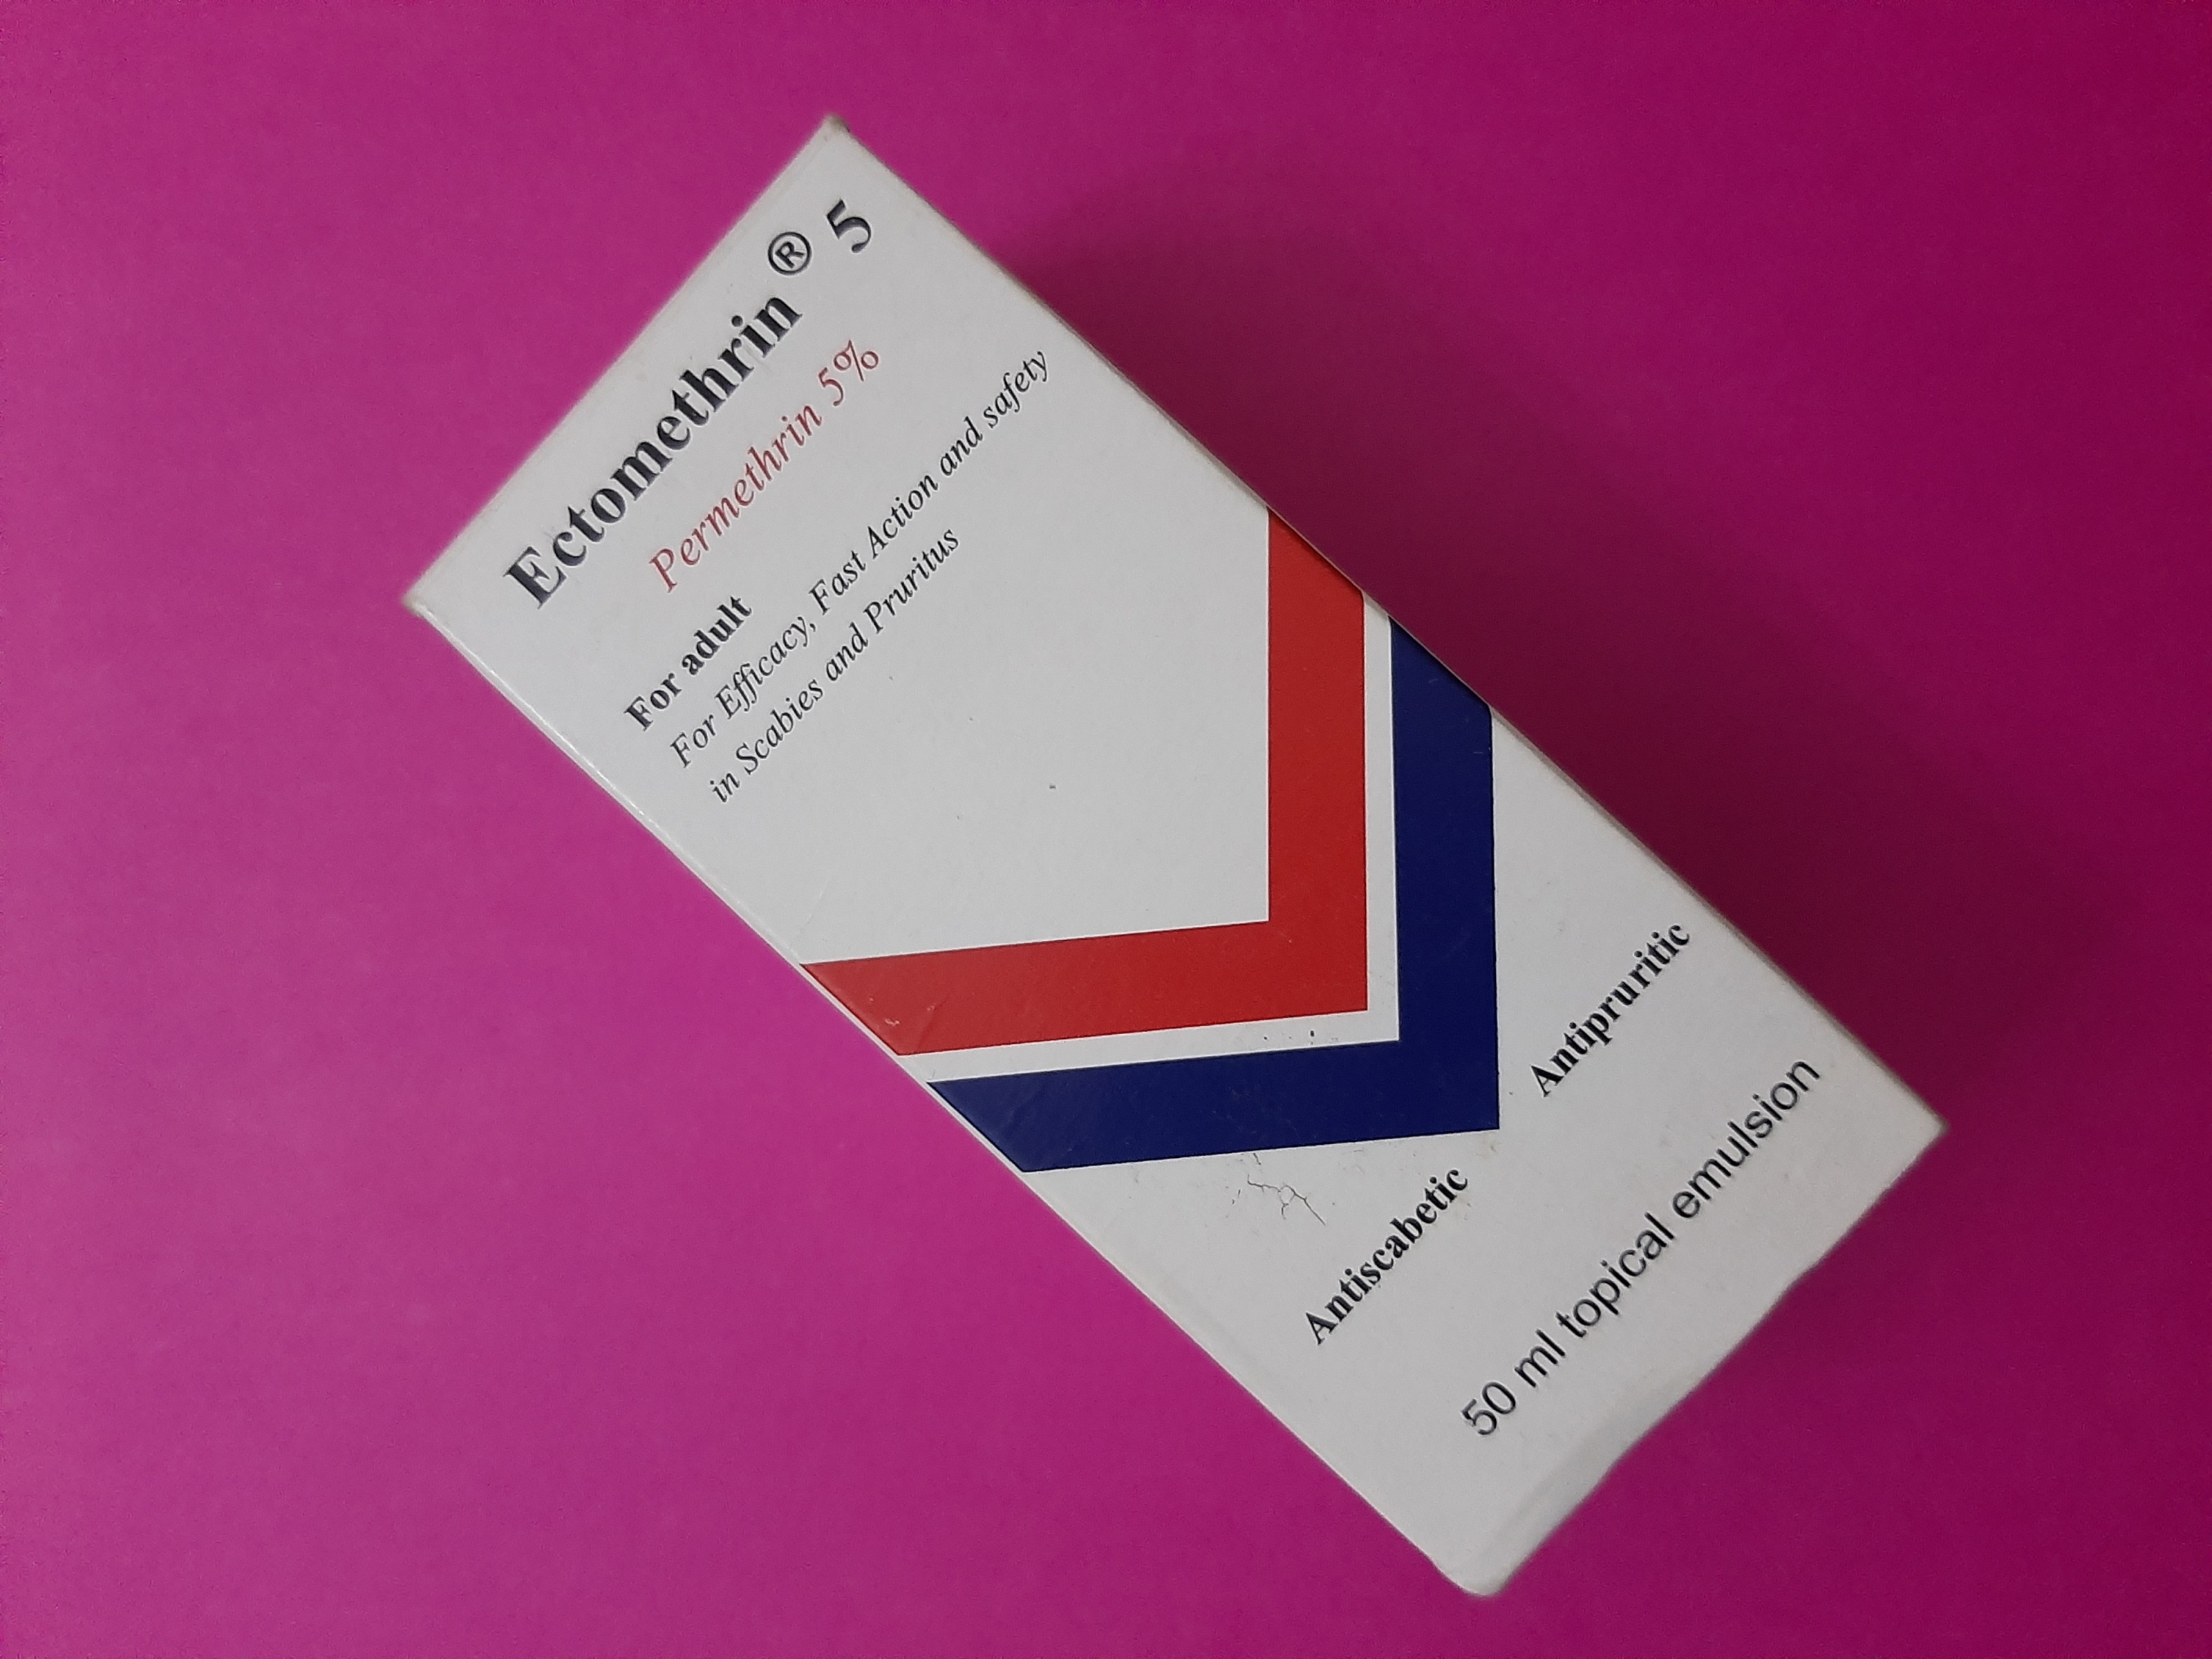 Ectomethrin® 5
Permethrin 5%
For adult
For Efficacy, Fast Action and safety
in Scabies and Pruritus
Antiscabetic Antipruritic
50 ml topical emulsion